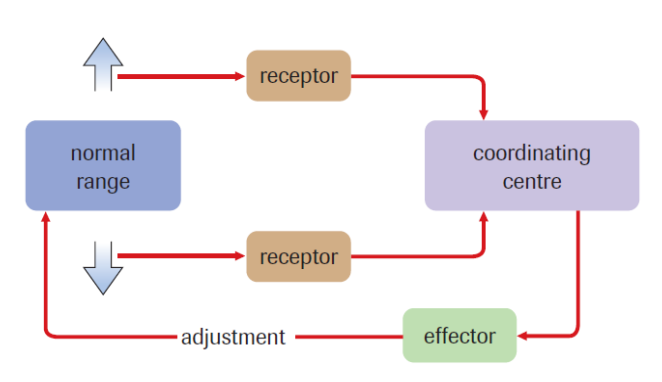 receptor
normal
range
coordinating
centre
receptor
adjustment
effector